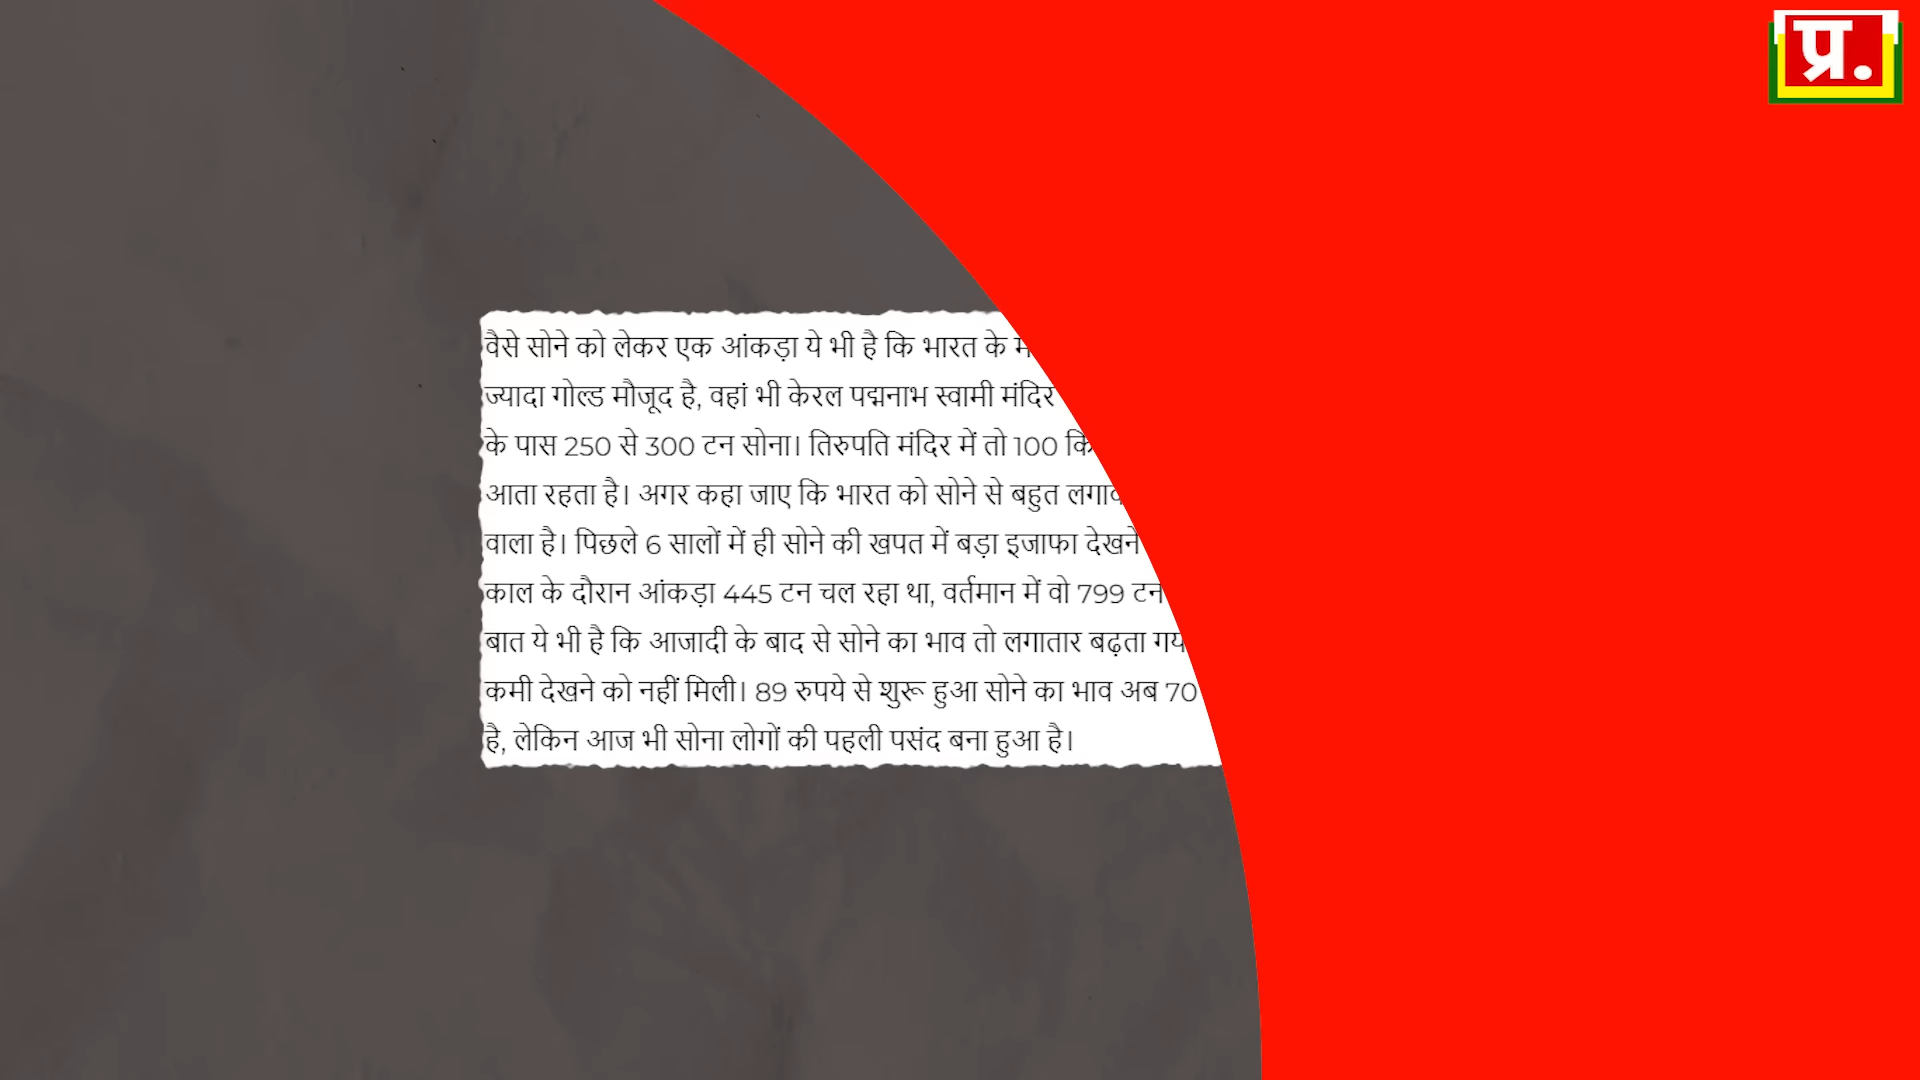 प्र.
वैसे सोने को लेकर एक आंकड़ा ये भी है कि भारत के
ज्यादा गोल्ड मौजूद है, वहां भी केरल पद्मनाभ स्वामी मंदिर
के पास 250 से 300 टन सोना। तिरुपति मंदिर में तो 100
आता रहता है। अगर कहा जाए कि भारत को सोने से बहुत
वाला है। पिछले 6 सालों में ही सोने की खपत में बड़ा इजाफा देखने
काल के दौरान आंकड़ा 445 टन चल रहा था, वर्तमान में वो 799 टन
बात ये भी है कि आजादी के बाद से सोने का भाव तो लगातार बढ़ता
कमी देखने को नहीं मिली। 89 रुपये से शुरू हुआ सोने का भाव अब 70
है, लेकिन आज भी सोना लोगों की पहली पसंद बना हुआ है।